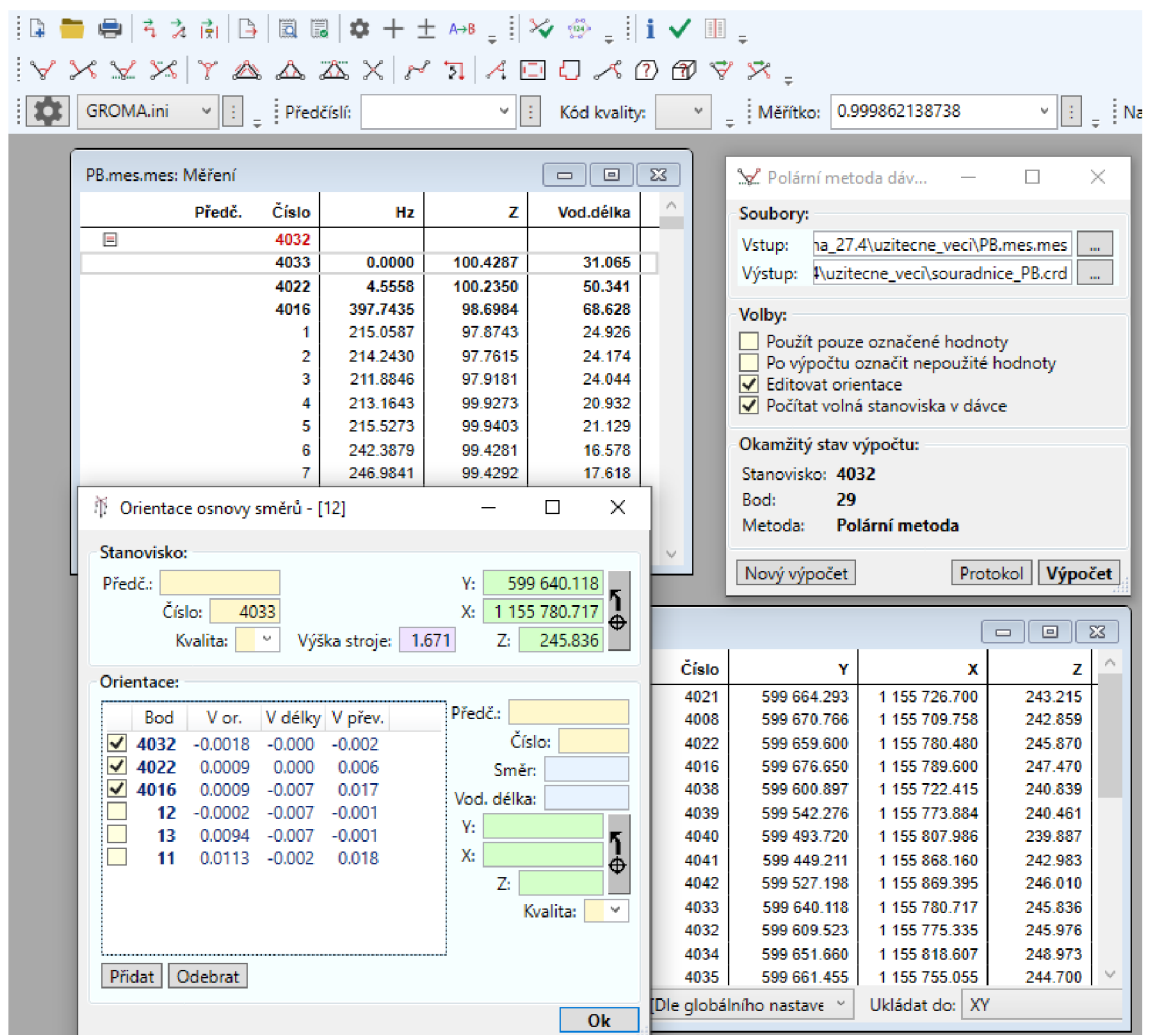 A→B
124
GROMA.ini
Předčíslí:
Kód kvality:
Měřítko: 0.999862138738
Na
PB.mes.mes: Měření
Předč. Číslo Hz Z Vod.délka
4032
4033 0.0000 100.4287 31.065
4022 4.5558 100.2350 50.341
4016 397.7435 98.6984 68.628
1 215.0587 97.8743 24.926
2 214.2430 97.7615 24.174
3 211.8846 97.9181 24.044
4 213.1643 99.9273 20.932
5 215.5273 99.9403 21.129
6 242.3879 99.4281 16.578
7 246.9841 99.4292 17.618
Polární metoda dáv...
Soubory:
Vstup: na_27.4\uzitecne_veci\PB.mes.mes ...
Výstup: 4\uzitecne_veci\souradnice_PB.crd ...
Volby:
Použít pouze označené hodnoty
Po výpočtu označit nepoužité hodnoty
Editovat orientace
Počítat volná stanoviska v dávce
Okamžitý stav výpočtu:
Stanovisko: 4032
Bod: 29
Metoda: Polární metoda
Nový výpočet Protokol Výpočet
Orientace osnovy směrů - [12]
Stanovisko:
Předč.: Y: 599 640.118
Číslo: 4033 X: 1 155 780.717
Kvalita: Výška stroje: 1.671 Z: 245.836
Orientace:
Bod V or. V délky V přev.
4032 -0.0018 -0.000 -0.002
4022 0.0009 0.000 0.006
4016 0.0009 -0.007 0.017
12 -0.0002 -0.007 -0.001
13 0.0094 -0.007 -0.001
11 0.0113 -0.002 0.018
Předč.:
Číslo:
Směr:
Vod. délka:
Y:
X:
Z:
Kvalita:
Přidat Odebrat
Ok
Číslo Y X Z
4021 599 664.293 1 155 726.700 243.215
4008 599 670.766 1 155 709.758 242.859
4022 599 659.600 1 155 780.480 245.870
4016 599 676.650 1 155 789.600 247.470
4038 599 600.897 1 155 722.415 240.839
4039 599 542.276 1 155 773.884 240.461
4040 599 493.720 1 155 807.986 239.887
4041 599 449.211 1 155 868.160 242.983
4042 599 527.198 1 155 869.395 246.010
4033 599 640.118 1 155 780.717 245.836
4032 599 609.523 1 155 775.335 245.976
4034 599 651.660 1 155 818.607 248.973
4035 599 661.455 1 155 755.055 244.700
[Dle globálního nastave Ukládat do: XY